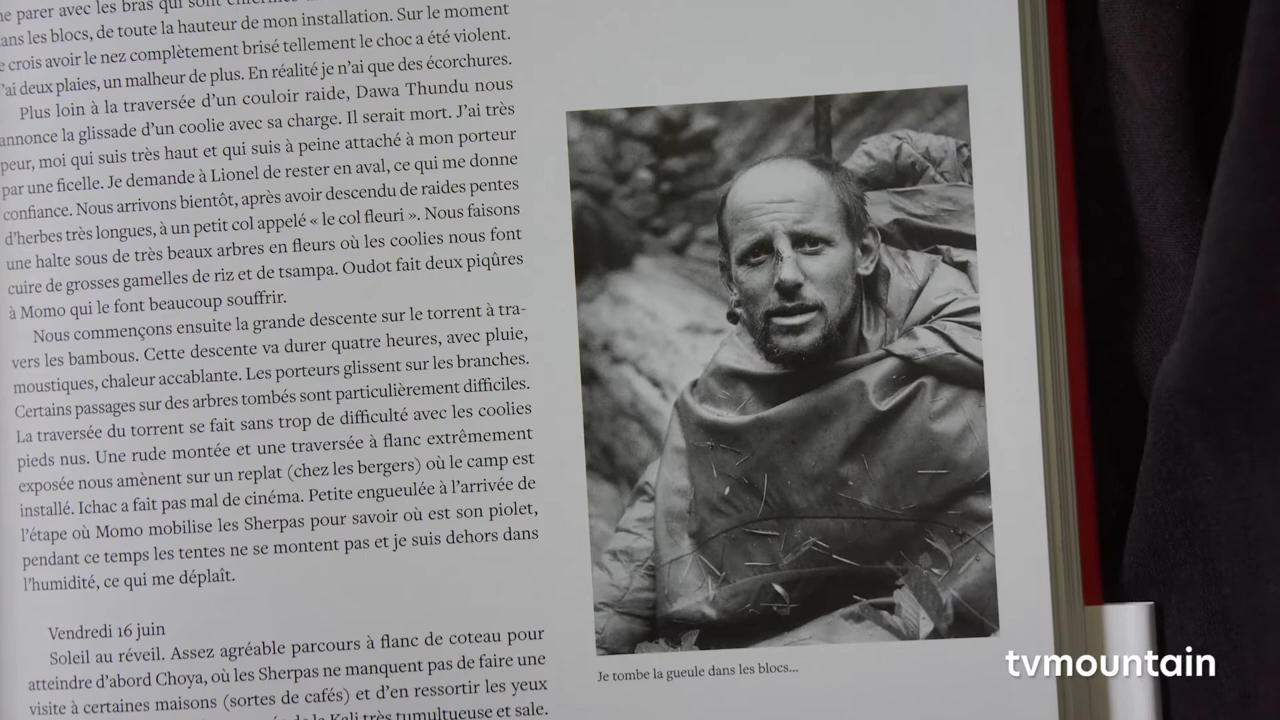 parer avec les bras qui sont
ans les blocs, de toute la hauteur de mon installation. Sur le moment
crois avoir le nez complètement brisé tellement le choc a été violent.
'ai deux plaies, un malheur de plus. En réalité je n'ai que des écorchures.
Plus loin à la traversée d'un couloir raide, Dawa Thundu nous
annonce la glissade d'un coolie avec sa charge. Il serait mort. J'ai très
peur, moi qui suis très haut et qui suis à peine attaché à mon porteur
par une ficelle. Je demande à Lionel de rester en aval, ce qui me donne
confiance. Nous arrivons bientôt, après avoir descendu de raides pentes
d'herbes très longues, à un petit col appelé « le col fleuri ». Nous faisons
une halte sous de très beaux arbres en fleurs où les coolies nous font
cuire de grosses gamelles de riz et de tsampa. Oudot fait deux piqûres
à Momo qui le font beaucoup souffrir.
Nous commençons ensuite la grande descente sur le torrent à tra-
vers les bambous. Cette descente va durer quatre heures, avec pluie,
moustiques, chaleur accablante. Les porteurs glissent sur les branches.
Certains passages sur des arbres tombés sont particulièrement difficiles.
La traversée du torrent se fait sans trop de difficulté avec les coolies
pieds nus. Une rude montée et une traversée à flanc extrêmement
exposée nous amènent sur un replat (chez les bergers) où le camp est
installé. Ichac a fait pas mal de cinéma. Petite engueulée à l'arrivée de
l'étape où Momo mobilise les Sherpas pour savoir où est son piolet,
pendant ce temps les tentes ne se montent pas et je suis dehors dans
l'humidité, ce qui me déplaît.
Vendredi 16 juin
Soleil au réveil. Assez agréable parcours à flanc de coteau pour
atteindre d'abord Choya, où les Sherpas ne manquent pas de faire une
visite à certaines maisons (sortes de cafés) et d'en ressortir les yeux
de la Kali très tumultueuse et sale.
Je tombe la gueule dans les blocs...
tvmountain